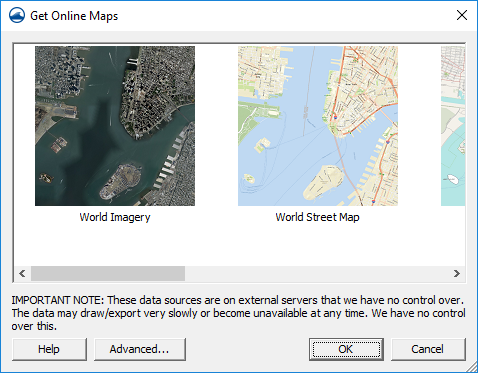 Get Online Maps
World Imagery
World Street Map
IMPORTANT NOTE: These data sources are on external servers that we have no control over.
The data may draw/export very slowly or become unavailable at any time. We have no control
over this.
Help
Advanced...
OK
Cancel